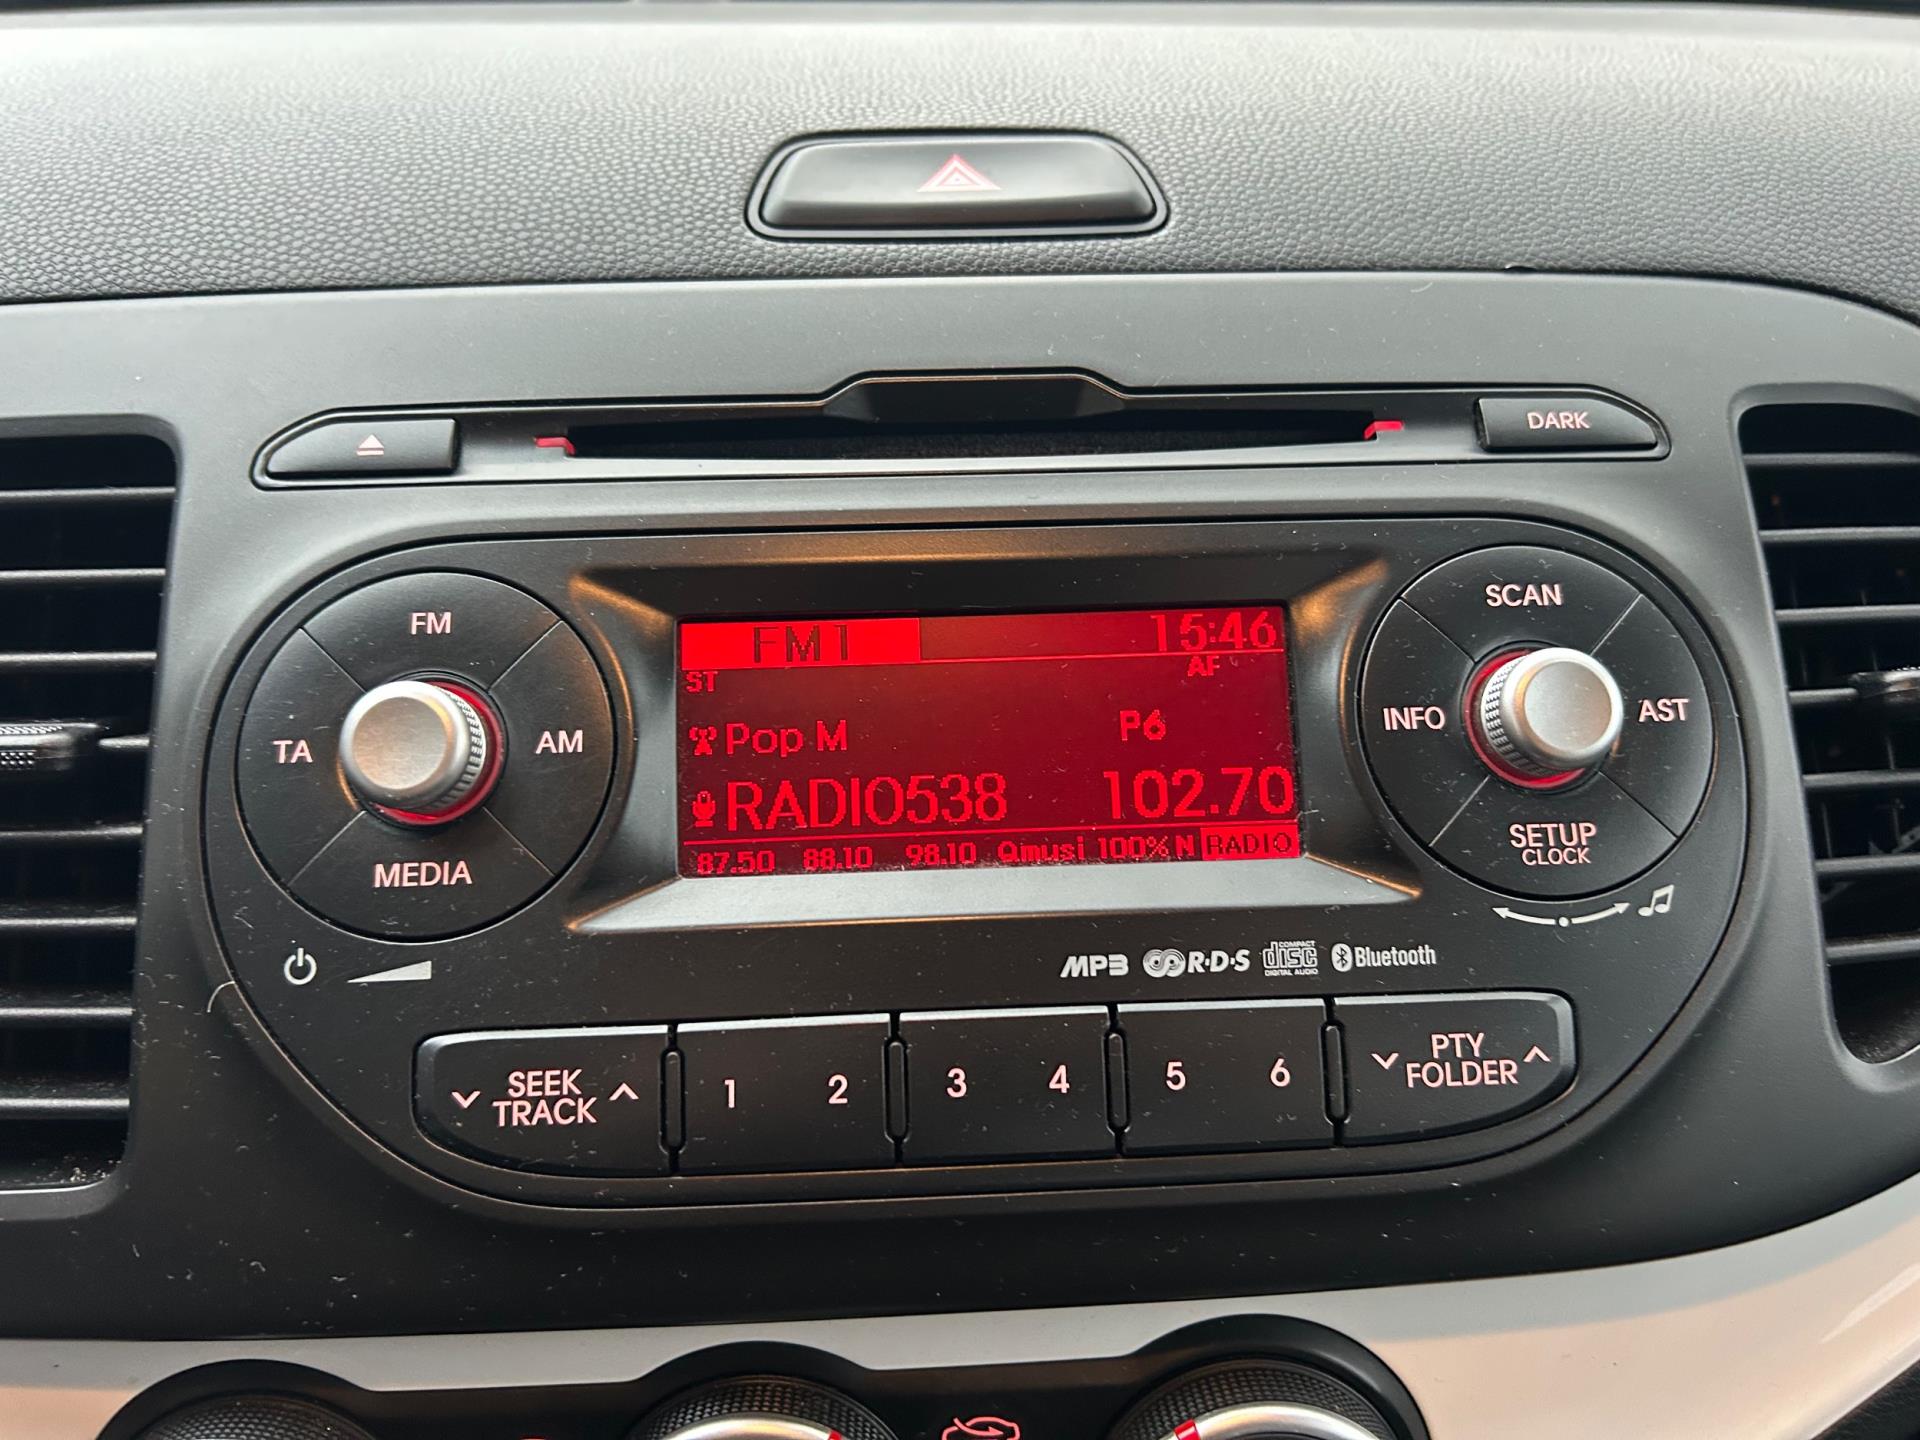 DARK
FM
TA
AM
MEDIA
FM1 15:46
ST AF
Pop M P6
RADIO538 102.70
87.50 88.10 98.10 Qmusi 100% N RADIO
SCAN
INFO
AST
SETUP
CLOCK
MP3 R·D·S COMPACT disc DIGITAL AUDIO Bluetooth
SEEK
TRACK
1 2 3 4 5 6
PTY
FOLDER